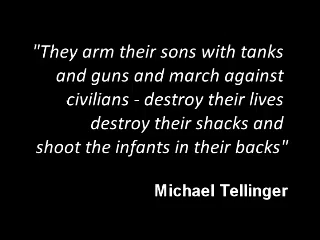 "They arm their sons with tanks
and guns and march against
civilians - destroy their lives
destroy their shacks and
shoot the infants in their backs"
Michael Tellinger